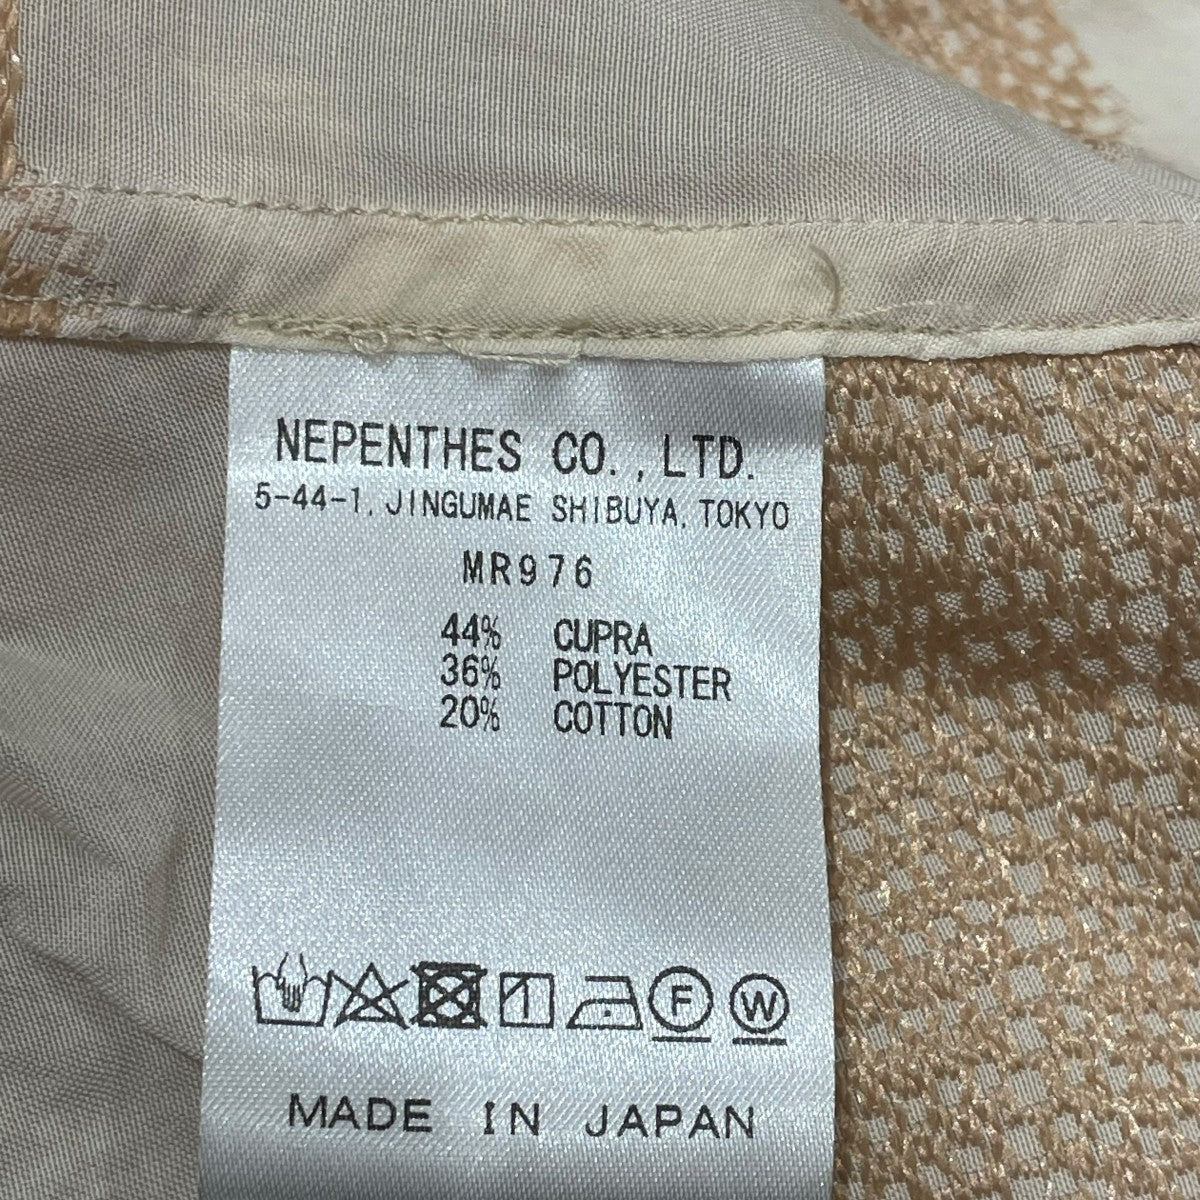 NEPENTHES CO., LTD.
5-44-1, JINGUMAE SHIBUYA, TOKYO
MR976
44% CUPRA
36% POLYESTER
20% COTTON
F W
MADE IN JAPAN